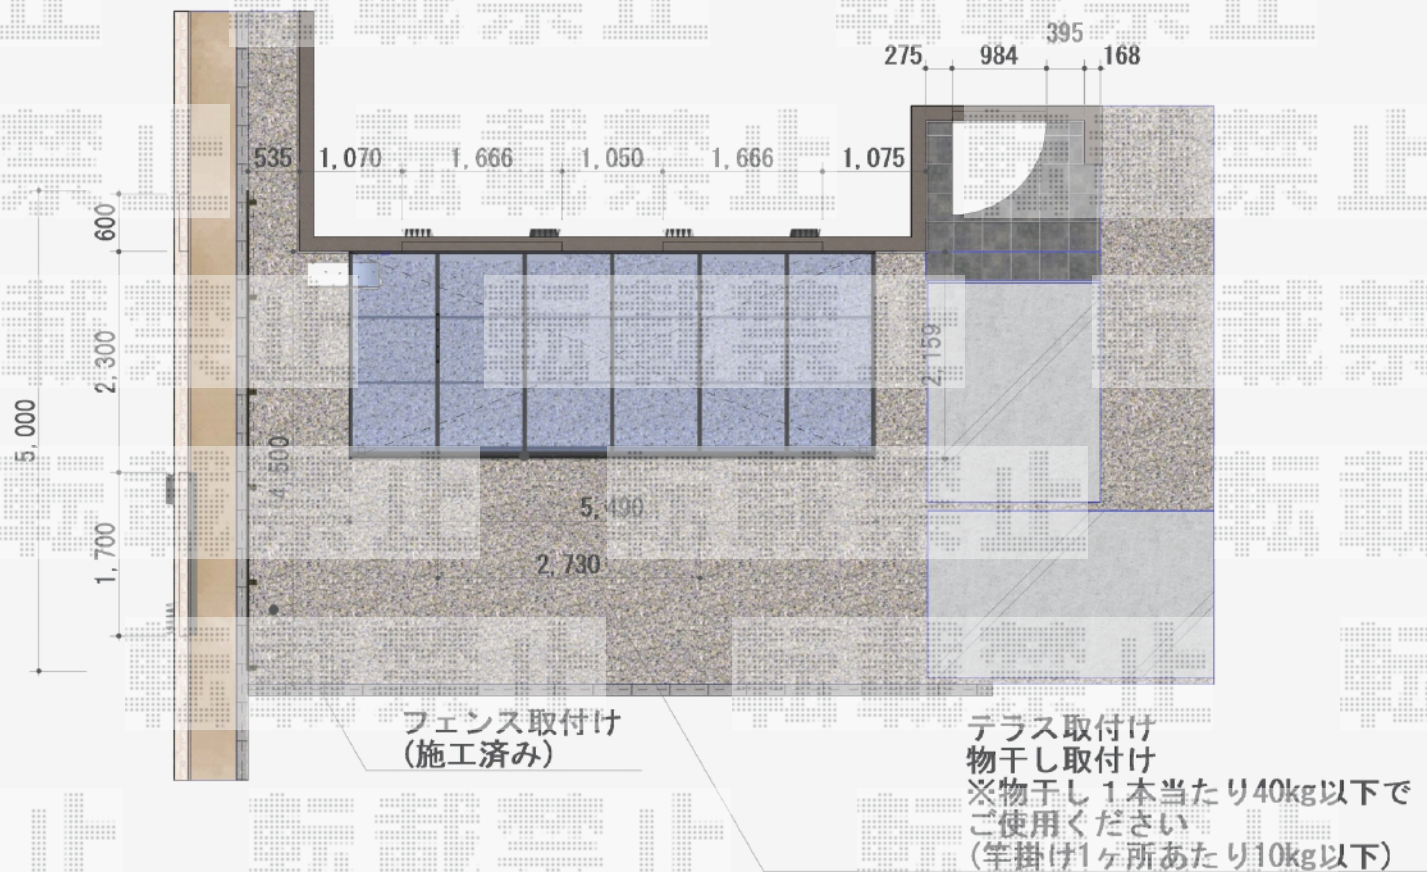 395
275 984 168
535 1,070 1,666 1,050 1,666 1,075
600
2,300
2,159
5,000
4,500
5,490
1,700
2,730
フェンス取付け
(施工済み)
テラス取付け
物干し取付け
※物干し1本当たり40kg以下で
ご使用ください
(竿掛け1ヶ所あたり10kg以下)
転載禁止